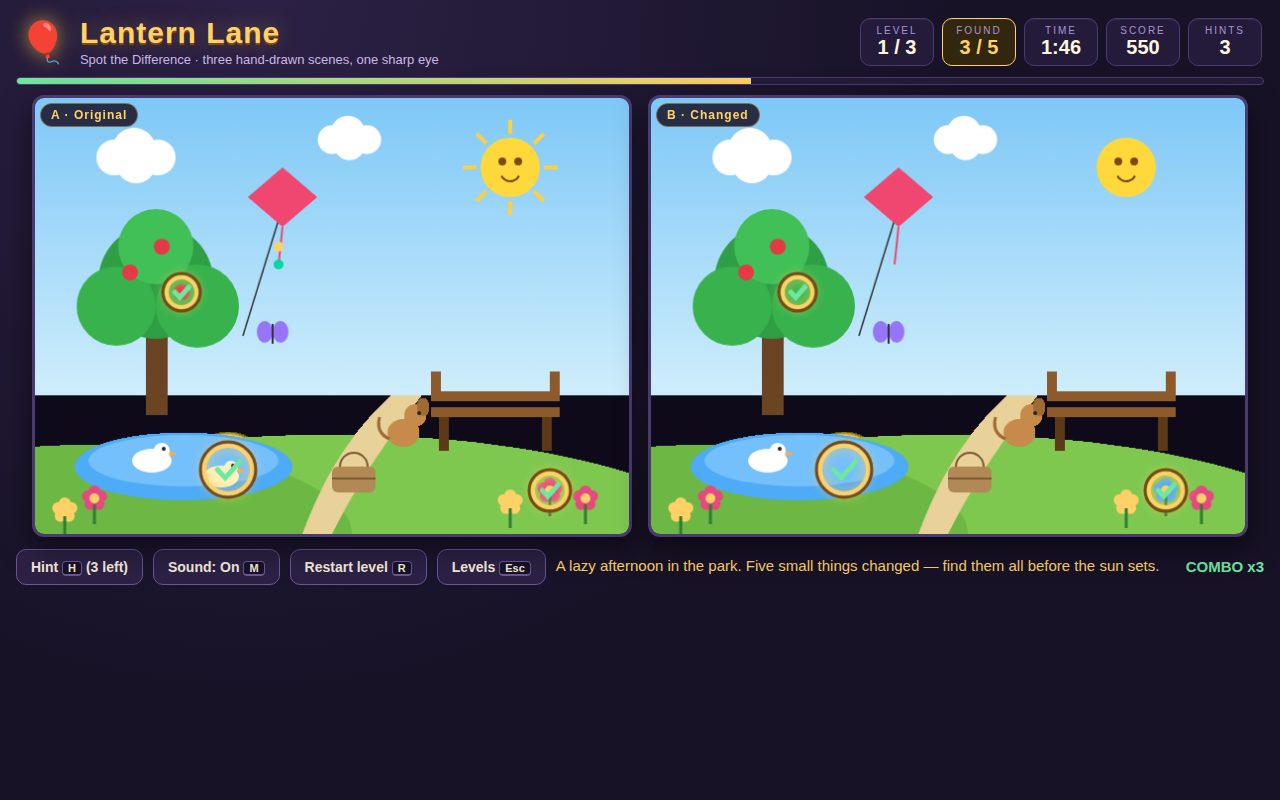 Lantern Lane
Spot the Difference · three hand-drawn scenes, one sharp eye
LEVEL
1 / 3
FOUND
3 / 5
TIME
1:46
SCORE
550
HINTS
3
A · Original
B · Changed
Hint H (3 left)
Sound: On M
Restart level R
Levels Esc
A lazy afternoon in the park. Five small things changed — find them all before the sun sets.
COMBO x3